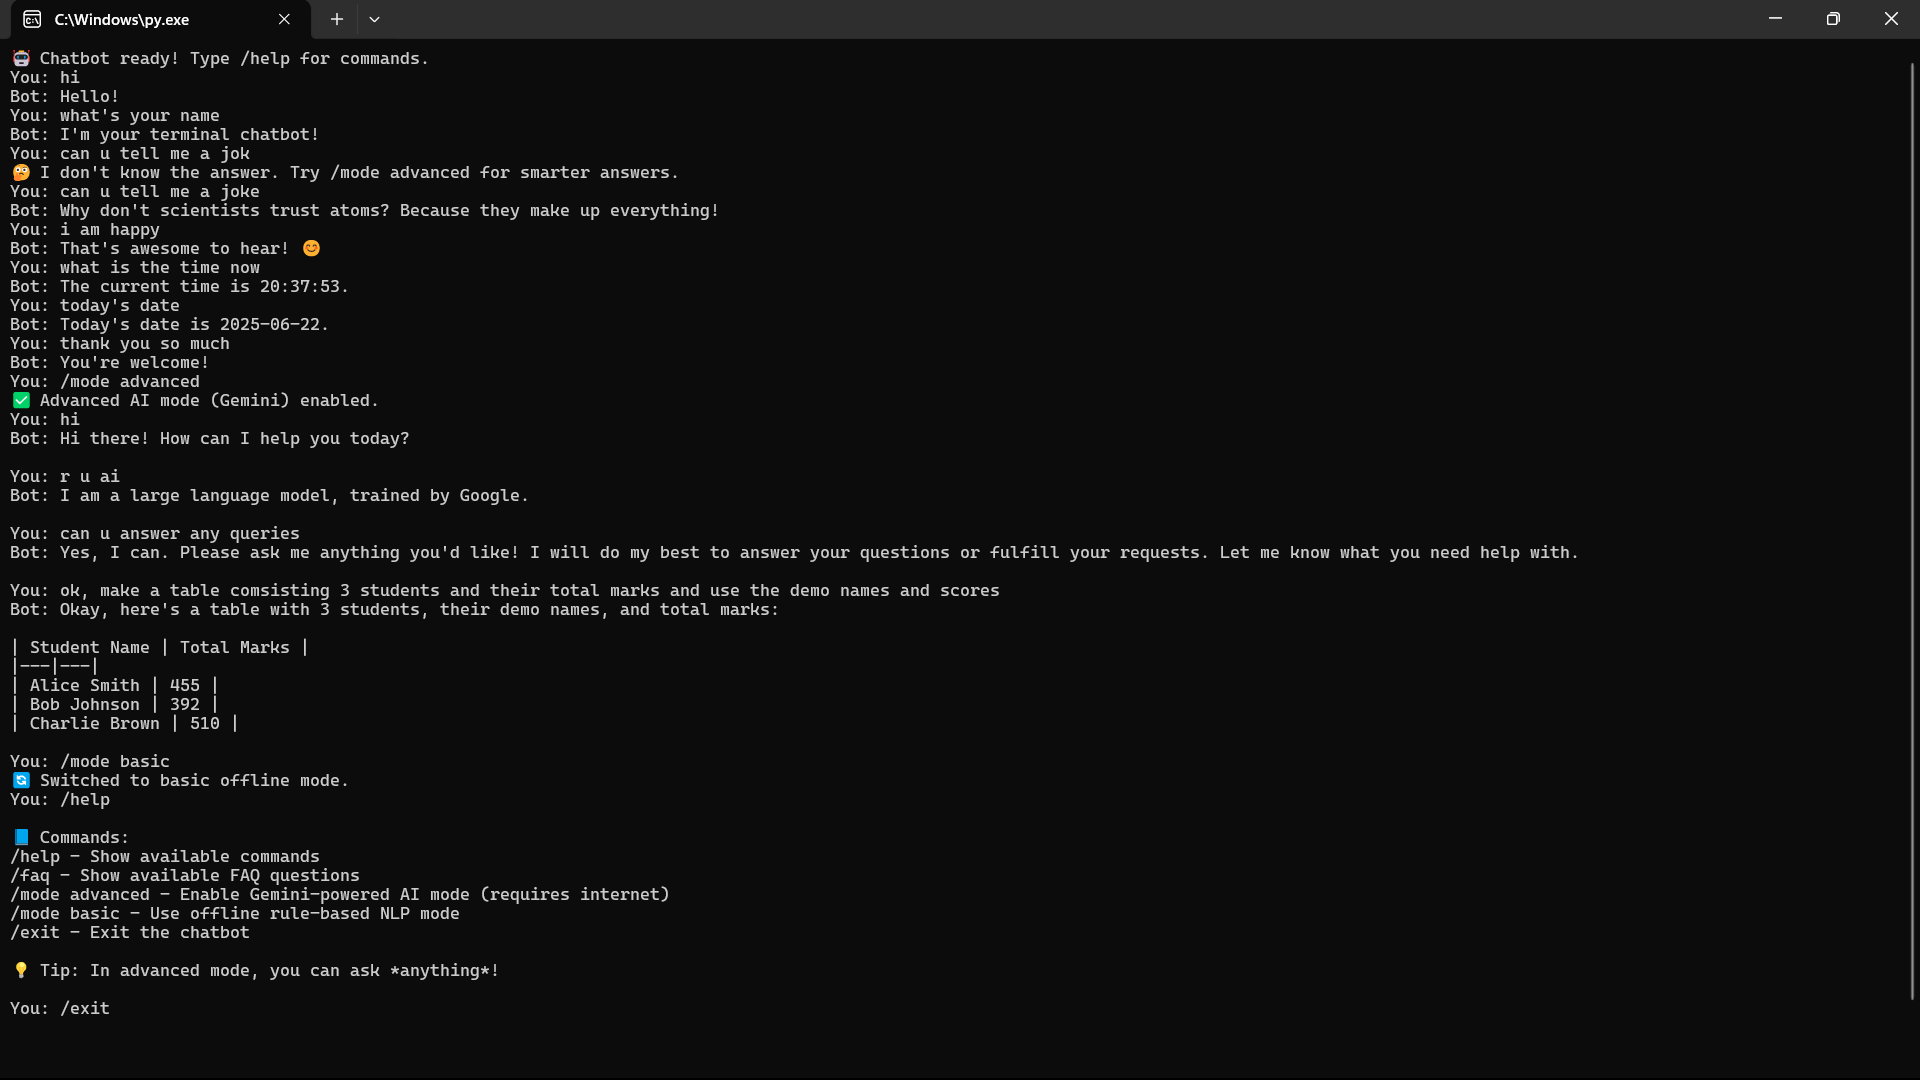 C:\Windows\py.exe
🤖 Chatbot ready! Type /help for commands.
You: hi
Bot: Hello!
You: what's your name
Bot: I'm your terminal chatbot!
You: can u tell me a jok
🤔 I don't know the answer. Try /mode advanced for smarter answers.
You: can u tell me a joke
Bot: Why don't scientists trust atoms? Because they make up everything!
You: i am happy
Bot: That's awesome to hear! 😊
You: what is the time now
Bot: The current time is 20:37:53.
You: today's date
Bot: Today's date is 2025-06-22.
You: thank you so much
Bot: You're welcome!
You: /mode advanced
✅ Advanced AI mode (Gemini) enabled.
You: hi
Bot: Hi there! How can I help you today?
You: r u ai
Bot: I am a large language model, trained by Google.
You: can u answer any queries
Bot: Yes, I can. Please ask me anything you'd like! I will do my best to answer your questions or fulfill your requests. Let me know what you need help with.
You: ok, make a table comsisting 3 students and their total marks and use the demo names and scores
Bot: Okay, here's a table with 3 students, their demo names, and total marks:
| Student Name | Total Marks |
|---|---|
| Alice Smith | 455 |
| Bob Johnson | 392 |
| Charlie Brown | 510 |
You: /mode basic
🔄 Switched to basic offline mode.
You: /help
📘 Commands:
/help - Show available commands
/faq - Show available FAQ questions
/mode advanced - Enable Gemini-powered AI mode (requires internet)
/mode basic - Use offline rule-based NLP mode
/exit - Exit the chatbot
💡 Tip: In advanced mode, you can ask *anything*!
You: /exit